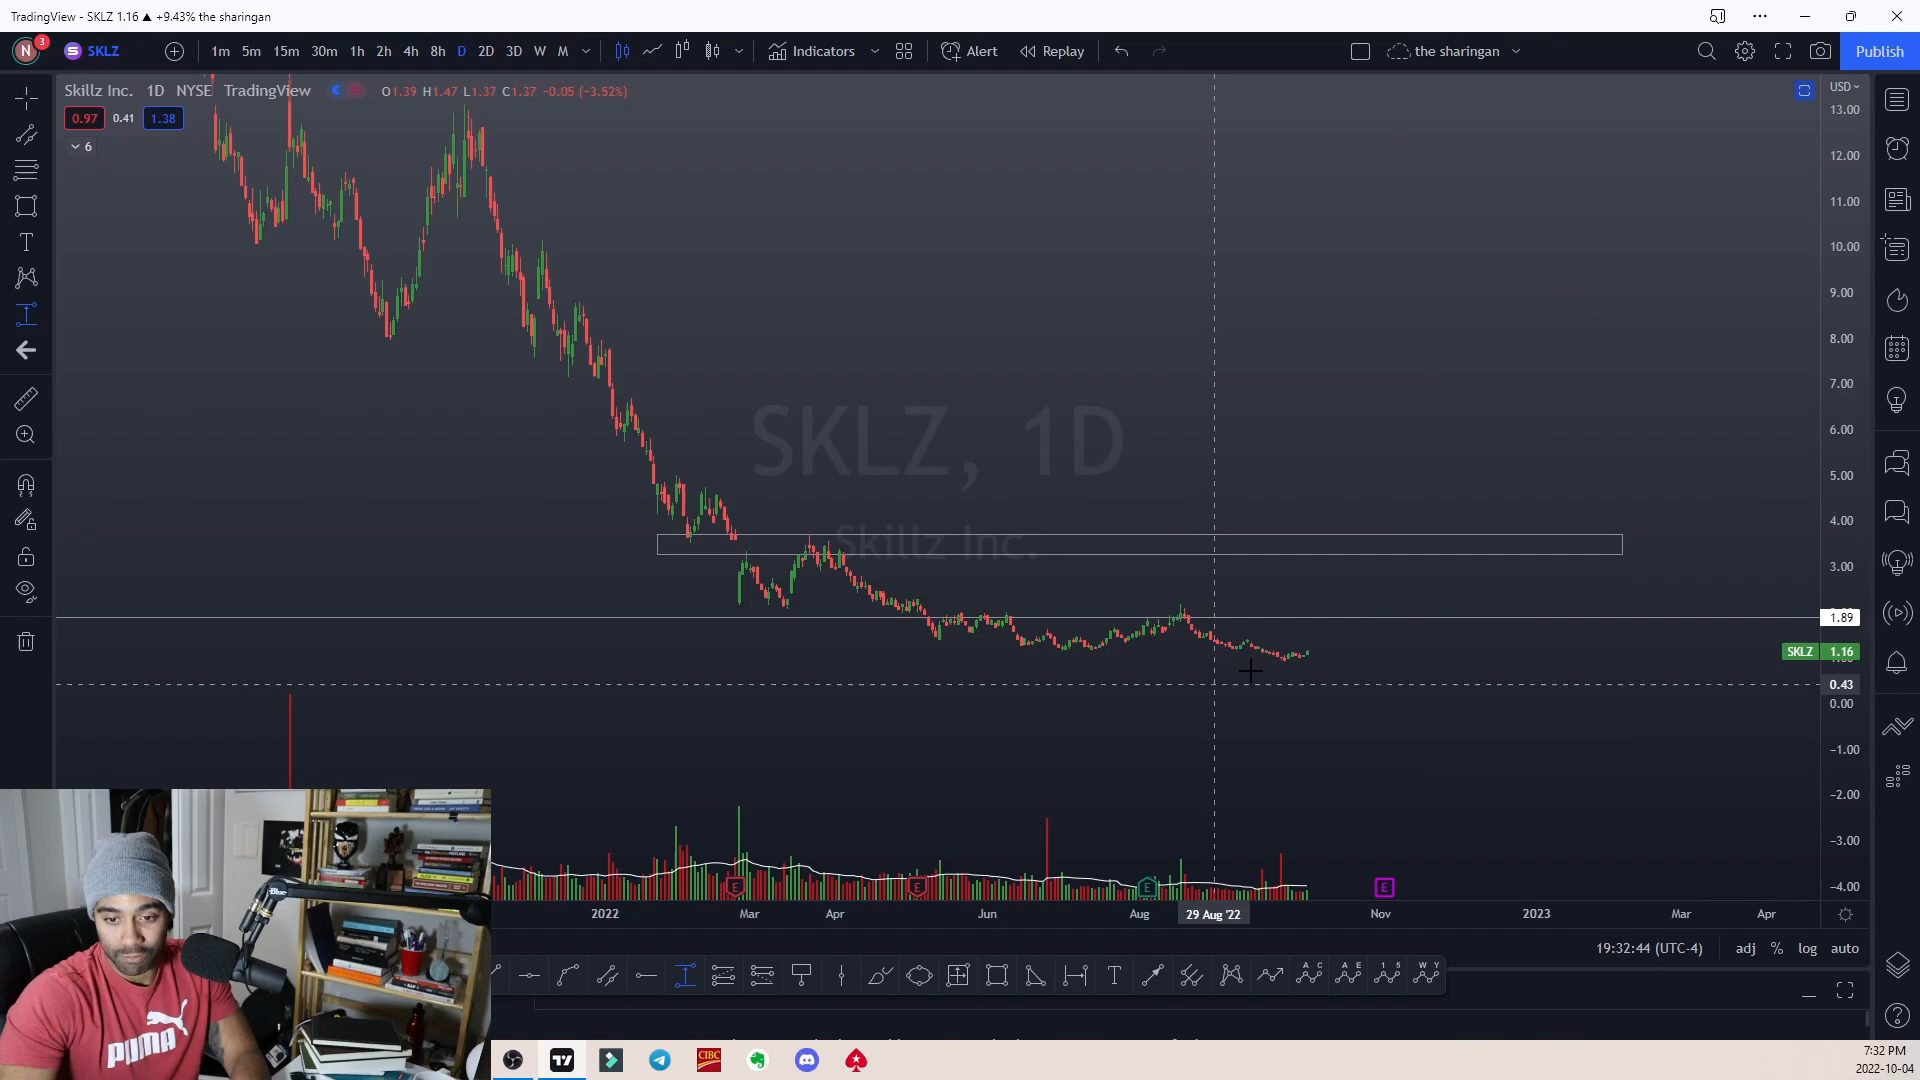 TradingView - SKLZ 1.16 ▲ +9.43% the sharingan
N 3 S SKLZ 1m 5m 15m 30m 1h 2h 4h 8h D 2D 3D W M Indicators Alert Replay the sharingan Publish
Skillz Inc. 1D NYSE TradingView O1.39 H1.47 L1.37 C1.37 -0.05 (-3.52%) USD
0.97 0.41 1.38
6
13.00
12.00
11.00
10.00
9.00
8.00
7.00
6.00
5.00
4.00
3.00
1.89
SKLZ 1.16
0.43
0.00
-1.00
-2.00
-3.00
-4.00
SKLZ, 1D
Skillz Inc.
E E E E
2022 Mar Apr Jun Aug 29 Aug '22 Nov 2023 Mar Apr
19:32:44 (UTC-4) adj % log auto
T A C A E 1 5 W Y
Blue
PUMA
CIBC
7:32 PM
2022-10-04